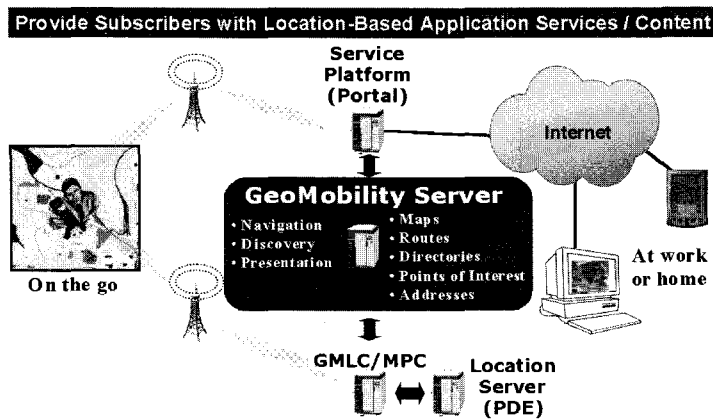 Provide Subscribers with Location-Based Application Services / Content
Service
Platform
(Portal)
Internet
On the go
GeoMobility Server
• Navigation
• Discovery
• Presentation
• Maps
• Routes
• Directories
• Points of Interest
• Addresses
At work
or home
GMLC/MPC
Location
Server
(PDE)